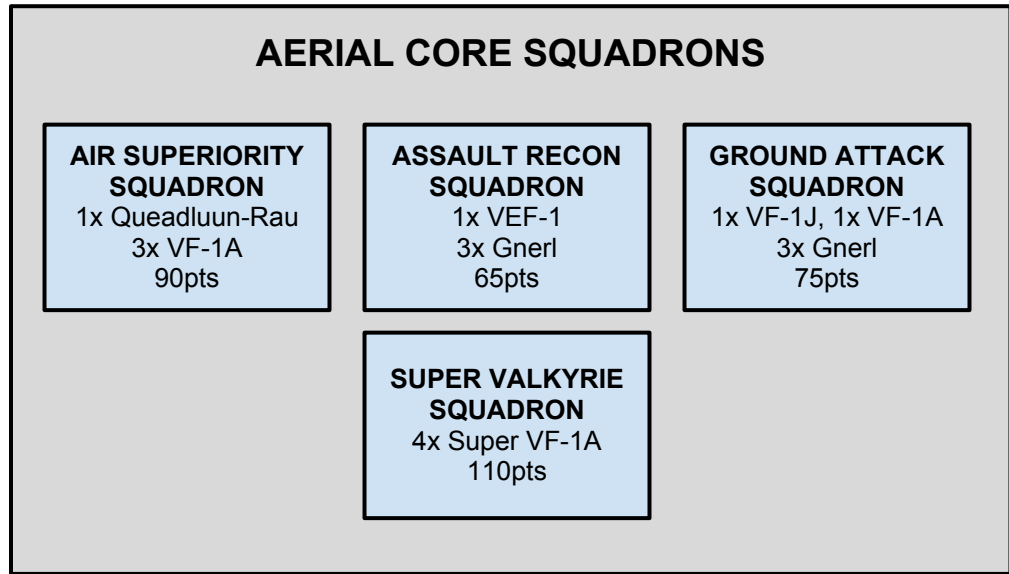 AERIAL CORE SQUADRONS
AIR SUPERIORITY
SQUADRON
1x Queadluun-Rau
3x VF-1A
90pts
ASSAULT RECON
SQUADRON
1x VEF-1
3x Gnerl
65pts
GROUND ATTACK
SQUADRON
1x VF-1J, 1x VF-1A
3x Gnerl
75pts
SUPER VALKYRIE
SQUADRON
4x Super VF-1A
110pts